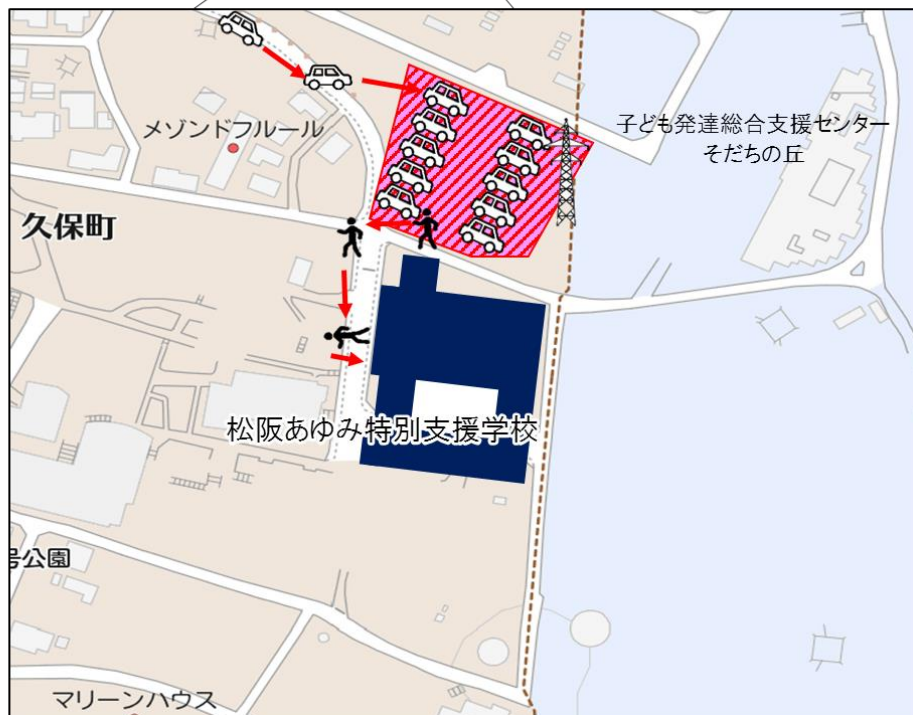 メゾンドフルール
子ども発達総合支援センター
そだちの丘
久保町
松阪あゆみ特別支援学校
号公園
マリーンハウス